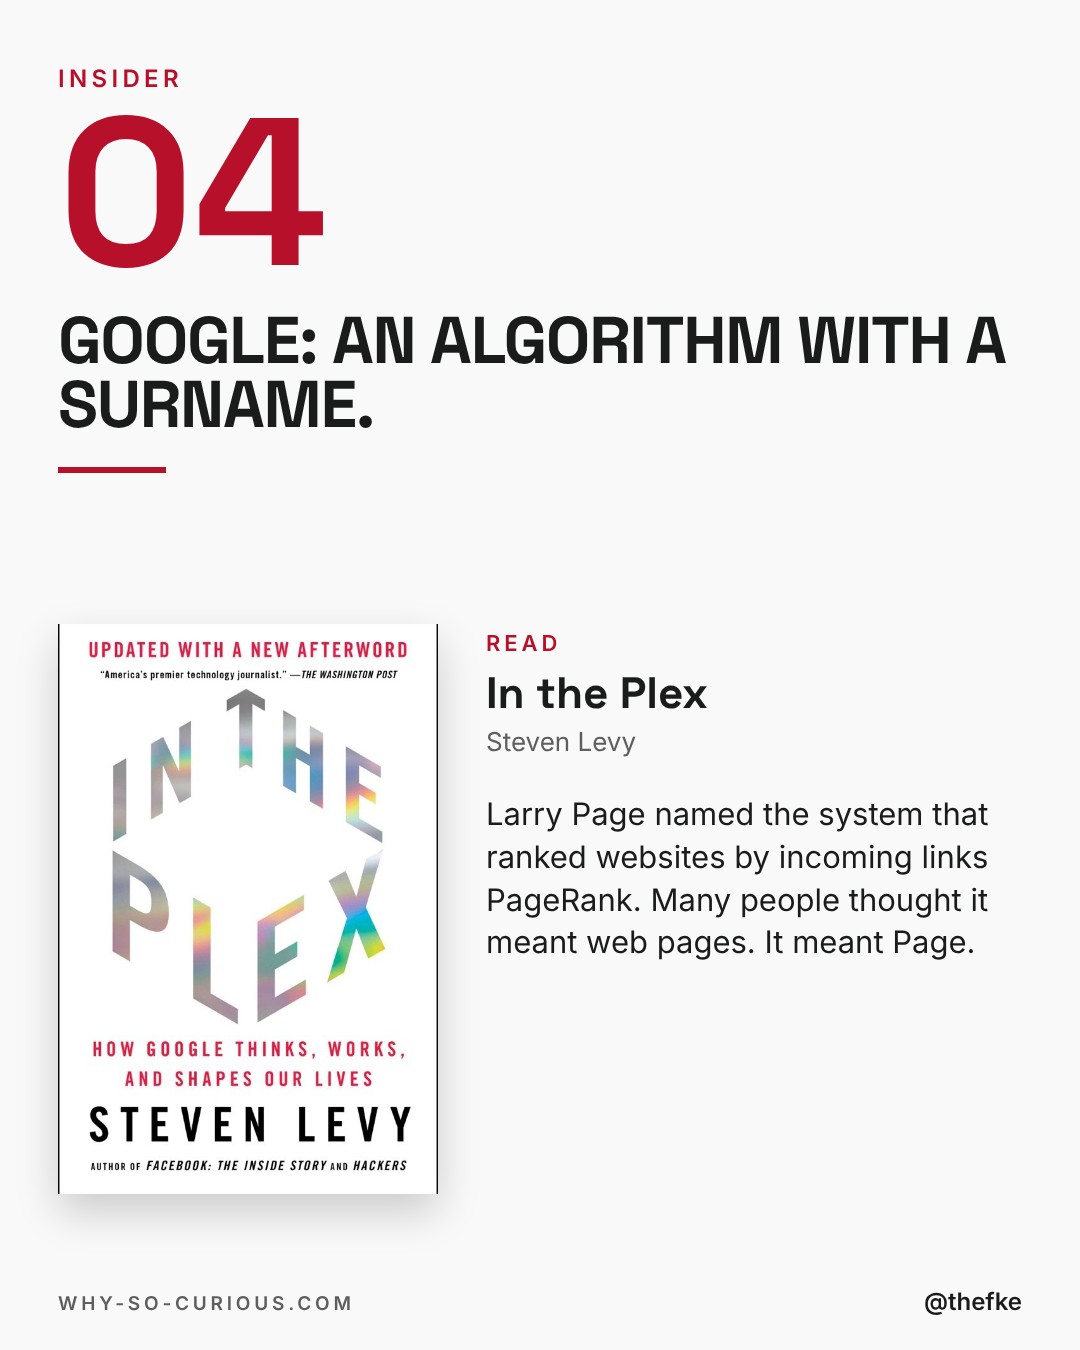 INSIDER
04
GOOGLE: AN ALGORITHM WITH A
SURNAME.
UPDATED WITH A NEW AFTERWORD
“America's premier technology journalist.” —THE WASHINGTON POST
IN THE
PLEX
HOW GOOGLE THINKS, WORKS,
AND SHAPES OUR LIVES
STEVEN LEVY
AUTHOR OF FACEBOOK: THE INSIDE STORY AND HACKERS
READ
In the Plex
Steven Levy
Larry Page named the system that
ranked websites by incoming links
PageRank. Many people thought it
meant web pages. It meant Page.
WHY-SO-CURIOUS.COM
@thefke